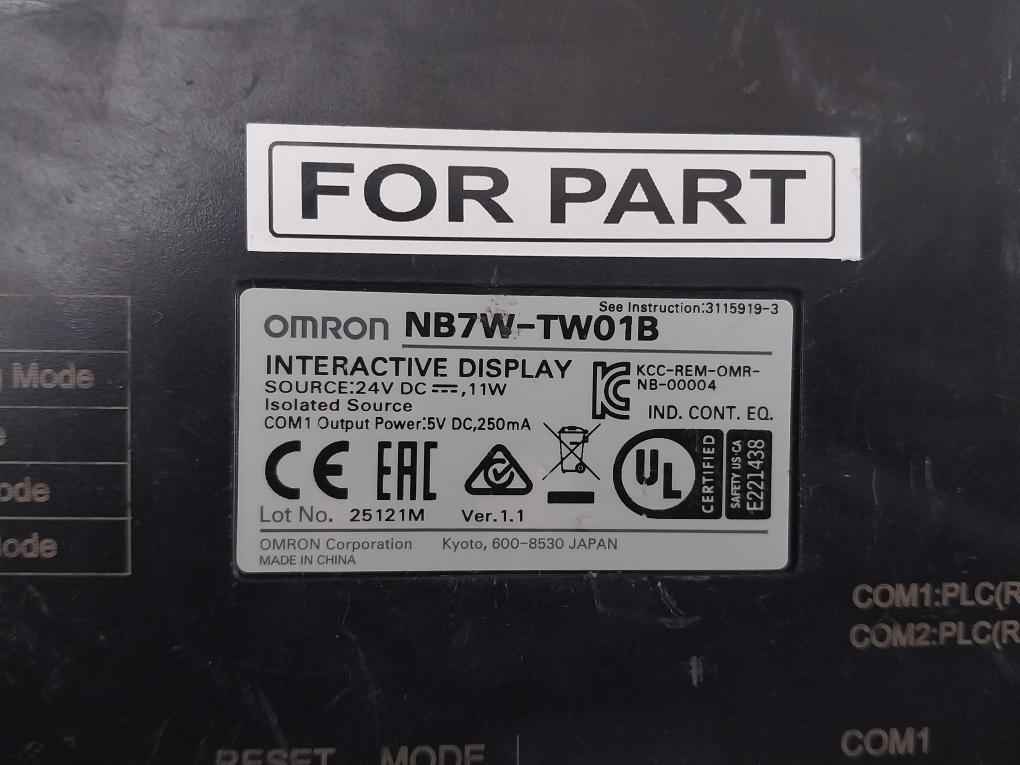 FOR PART
See Instruction:3115919-3
OMRON NB7W-TW01B
INTERACTIVE DISPLAY
SOURCE:24V DC ⎓,11W
Isolated Source
COM1 Output Power:5V DC,250mA
KCC-REM-OMR-
NB-00004
IND. CONT. EQ.
CE EAC
UL
CERTIFIED
SAFETY US-CA
E221438
Lot No. 25121M Ver.1.1
OMRON Corporation Kyoto, 600-8530 JAPAN
MADE IN CHINA
Mode
COM1:PLC(R
COM2:PLC(R
COM1
RESET MODE